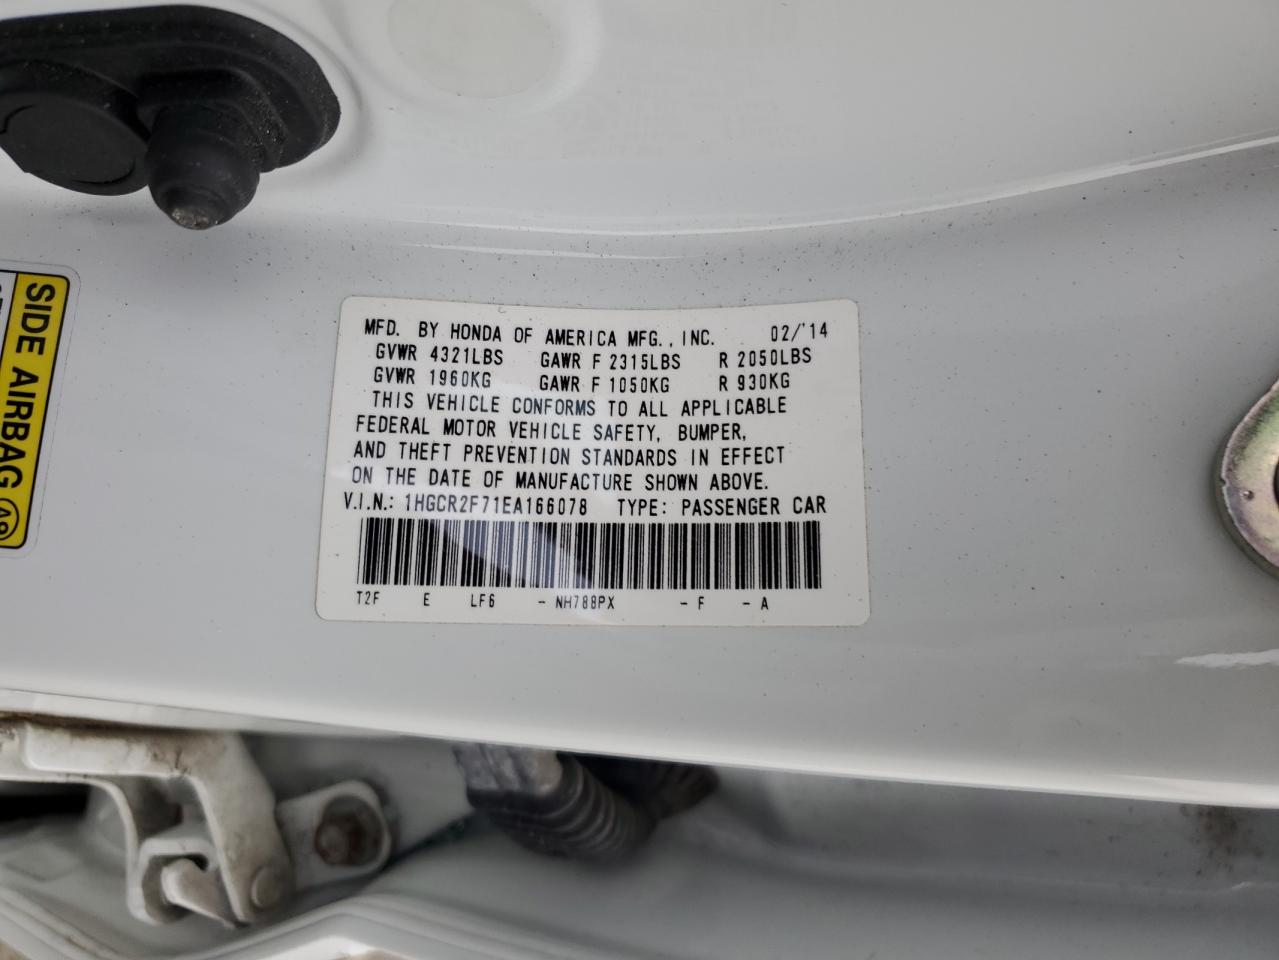 MFD. BY HONDA OF AMERICA MFG., INC. 02/'14
GVWR 4321LBS GAWR F 2315LBS R 2050LBS
GVWR 1960KG GAWR F 1050KG R 930KG
THIS VEHICLE CONFORMS TO ALL APPLICABLE
FEDERAL MOTOR VEHICLE SAFETY, BUMPER,
AND THEFT PREVENTION STANDARDS IN EFFECT
ON THE DATE OF MANUFACTURE SHOWN ABOVE.
V.I.N.: 1HGCR2F71EA166078 TYPE: PASSENGER CAR
T2F E LF6 - NH788PX - F - A
SIDE AIRBAG